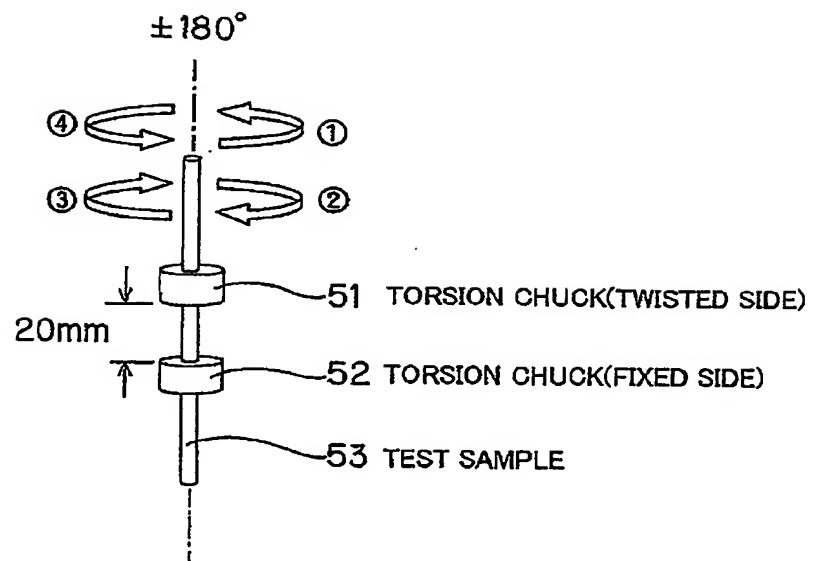 ±180°
④ ①
③ ②
51 TORSION CHUCK(TWISTED SIDE)
20mm
52 TORSION CHUCK(FIXED SIDE)
53 TEST SAMPLE